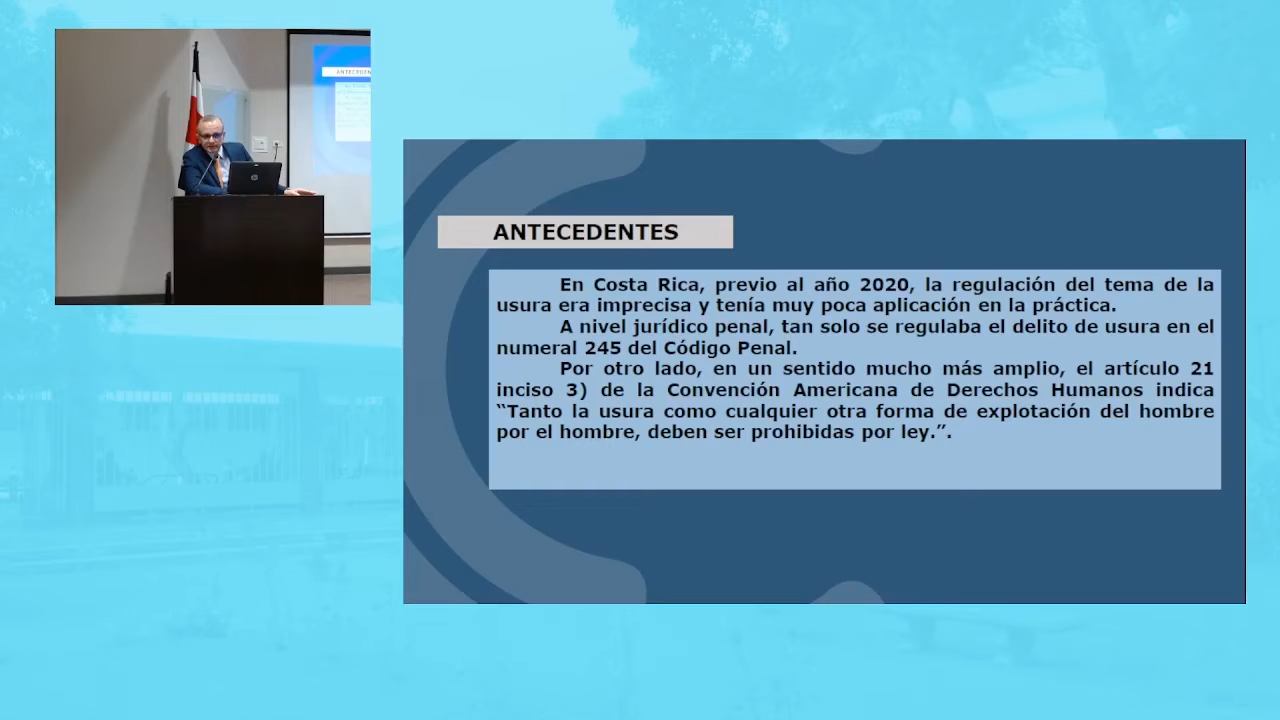 ANTECEDENTES
En Costa Rica, previo al año 2020, la regulación del tema de la
usura era imprecisa y tenía muy poca aplicación en la práctica.
A nivel jurídico penal, tan solo se regulaba el delito de usura en el
numeral 245 del Código Penal.
Por otro lado, en un sentido mucho más amplio, el artículo 21
inciso 3) de la Convención Americana de Derechos Humanos indica
“Tanto la usura como cualquier otra forma de explotación del hombre
por el hombre, deben ser prohibidas por ley.”.